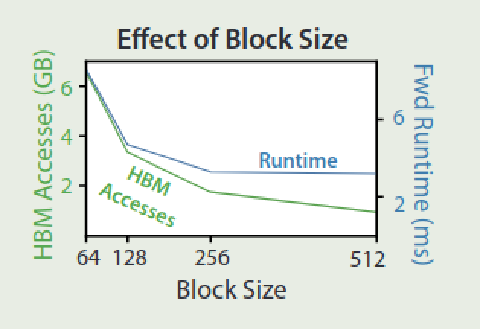 Effect of Block Size
HBM Accesses (GB)
6
4
2
Runtime
HBM
Accesses
6
2
Fwd Runtime (ms)
64 128 256 512
Block Size